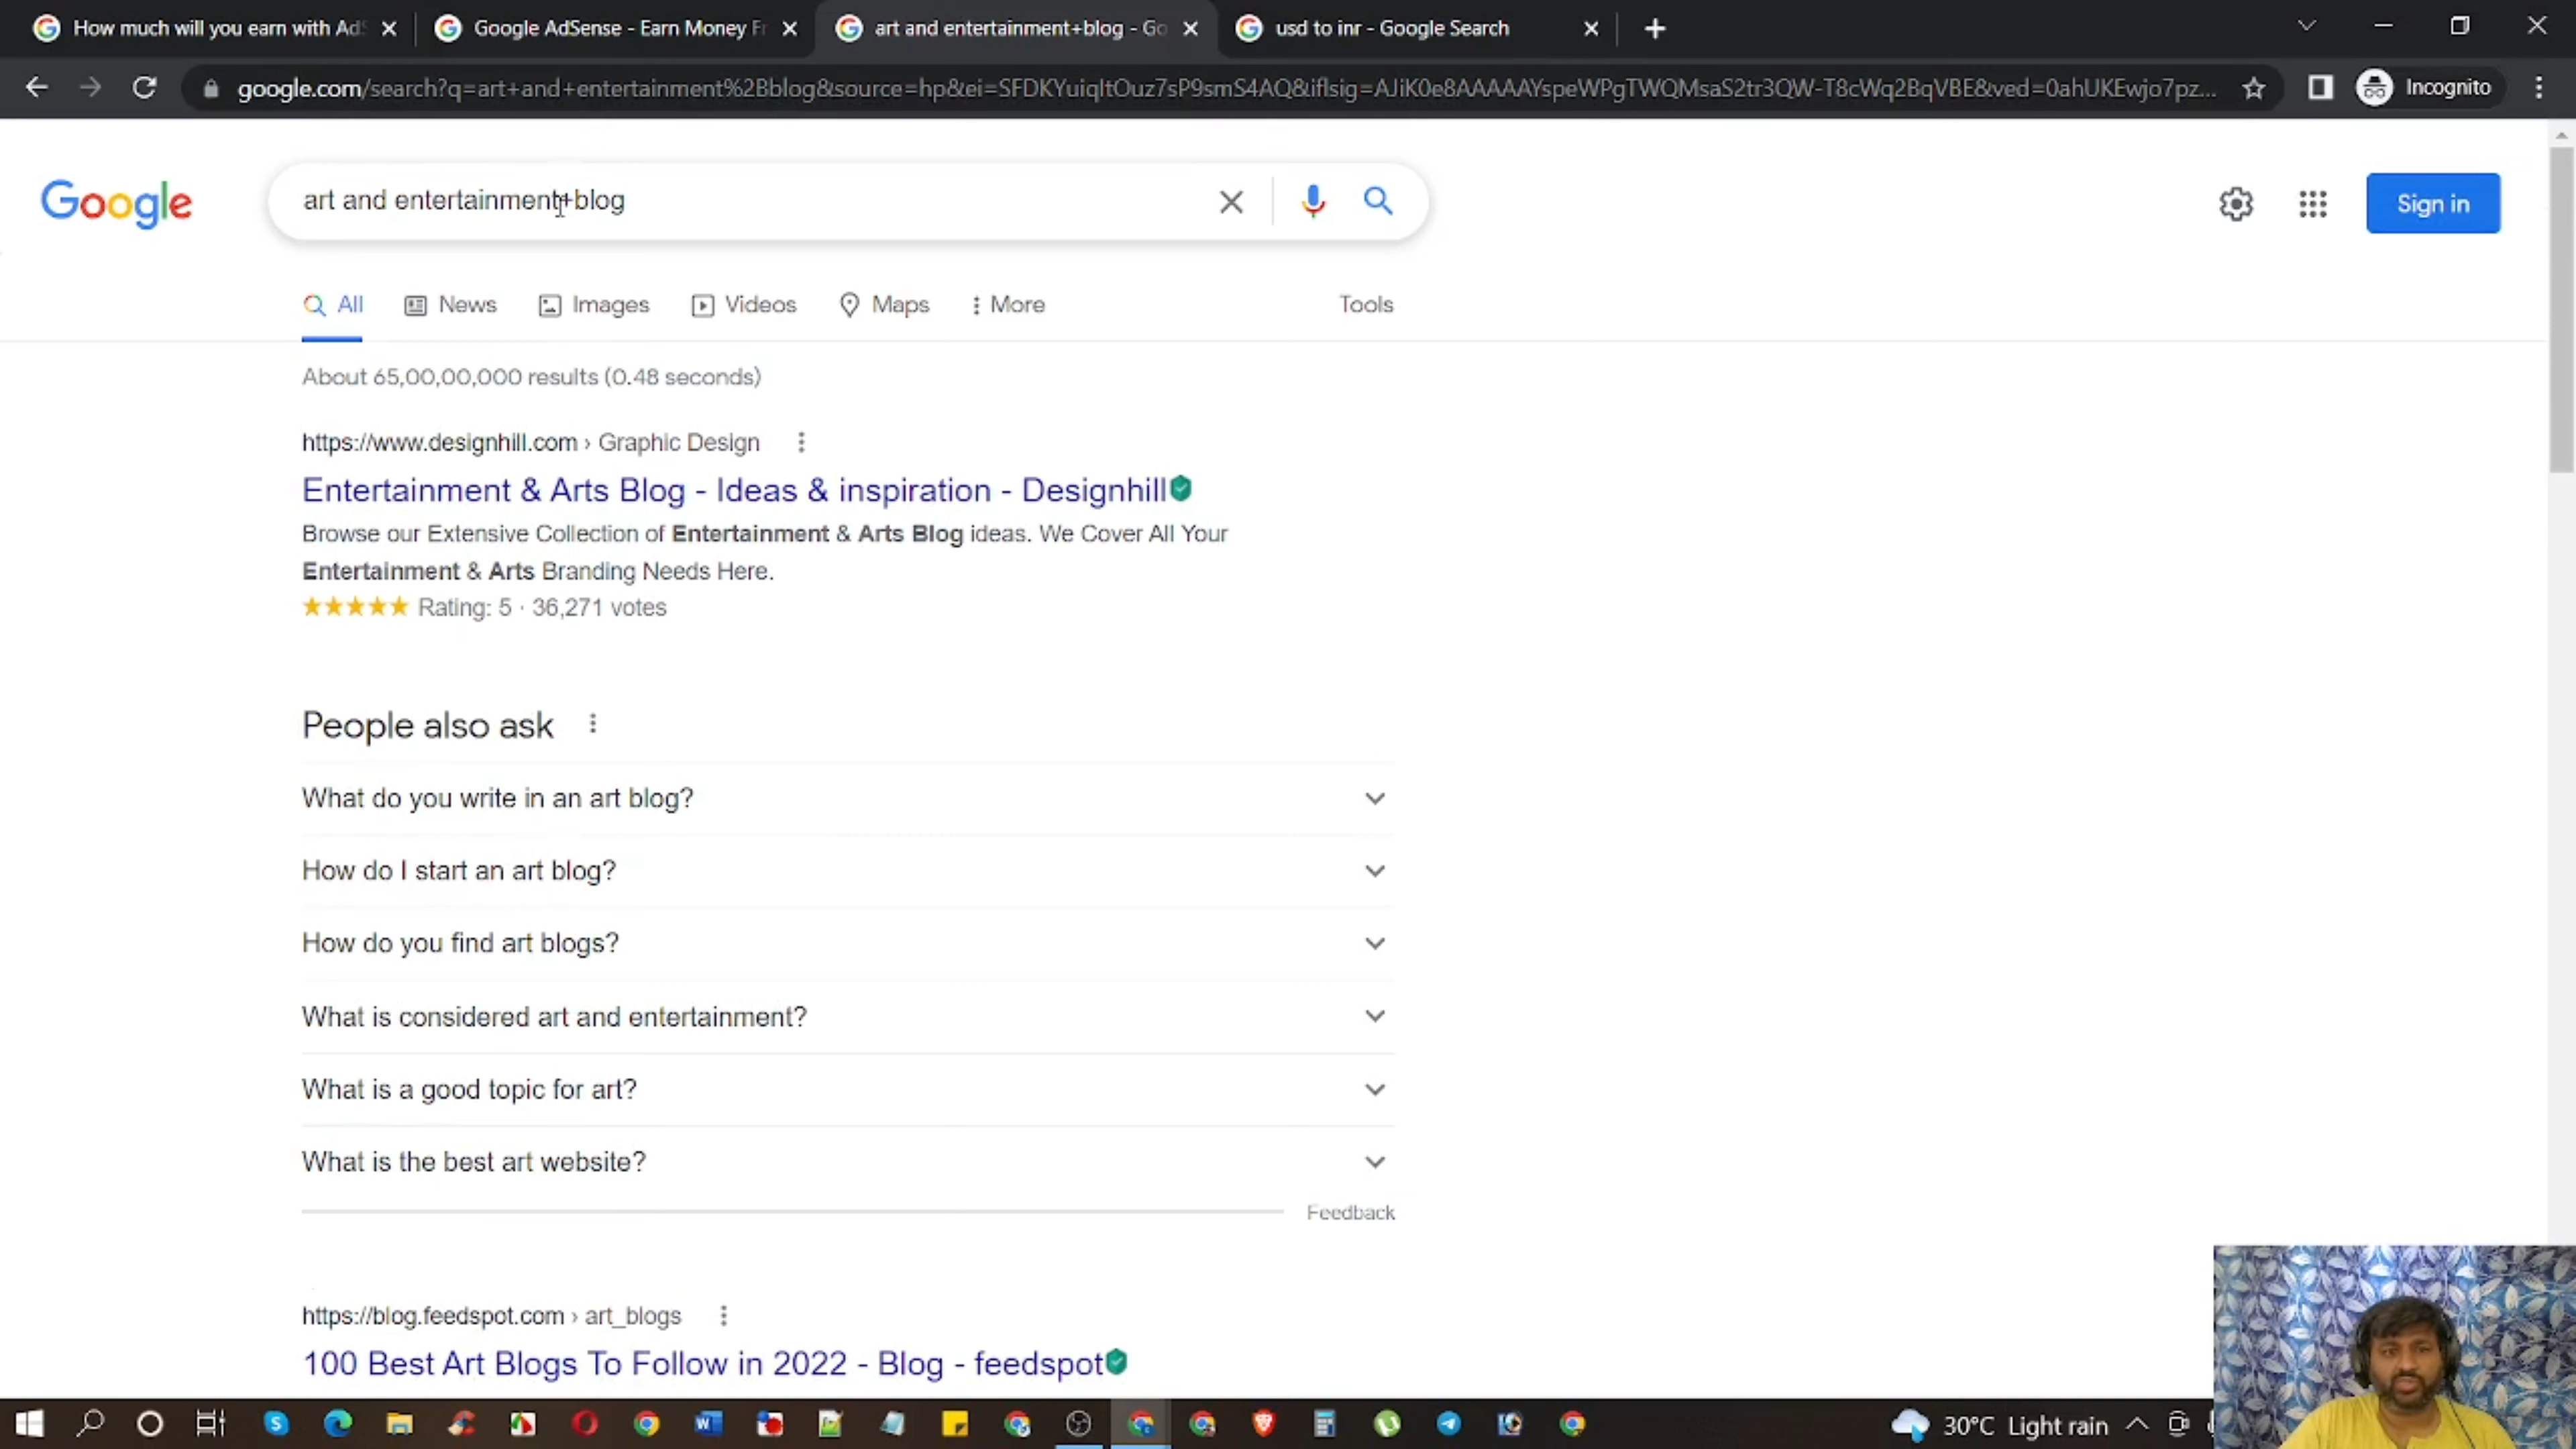 How much will you earn with AdS
Google AdSense - Earn Money Fr
art and entertainment+blog - Go
usd to inr - Google Search
google.com/search?q=art+and+entertainment%2Bblog&source=hp&ei=SFDKYuiqItOuz7sP9smS4AQ&iflsig=AJiK0e8AAAAAYspeWPgTWQMsaS2tr3QW-T8cWq2BqVBE&ved=0ahUKEwjo7pz...
Incognito
Google
art and entertainment+blog
Sign in
All
News
Images
Videos
Maps
More
Tools
About 65,00,00,000 results (0.48 seconds)
https://www.designhill.com › Graphic Design
Entertainment & Arts Blog - Ideas & inspiration - Designhill
Browse our Extensive Collection of Entertainment & Arts Blog ideas. We Cover All Your
Entertainment & Arts Branding Needs Here.
Rating: 5 · 36,271 votes
People also ask
What do you write in an art blog?
How do I start an art blog?
How do you find art blogs?
What is considered art and entertainment?
What is a good topic for art?
What is the best art website?
Feedback
https://blog.feedspot.com › art_blogs
100 Best Art Blogs To Follow in 2022 - Blog - feedspot
30°C Light rain